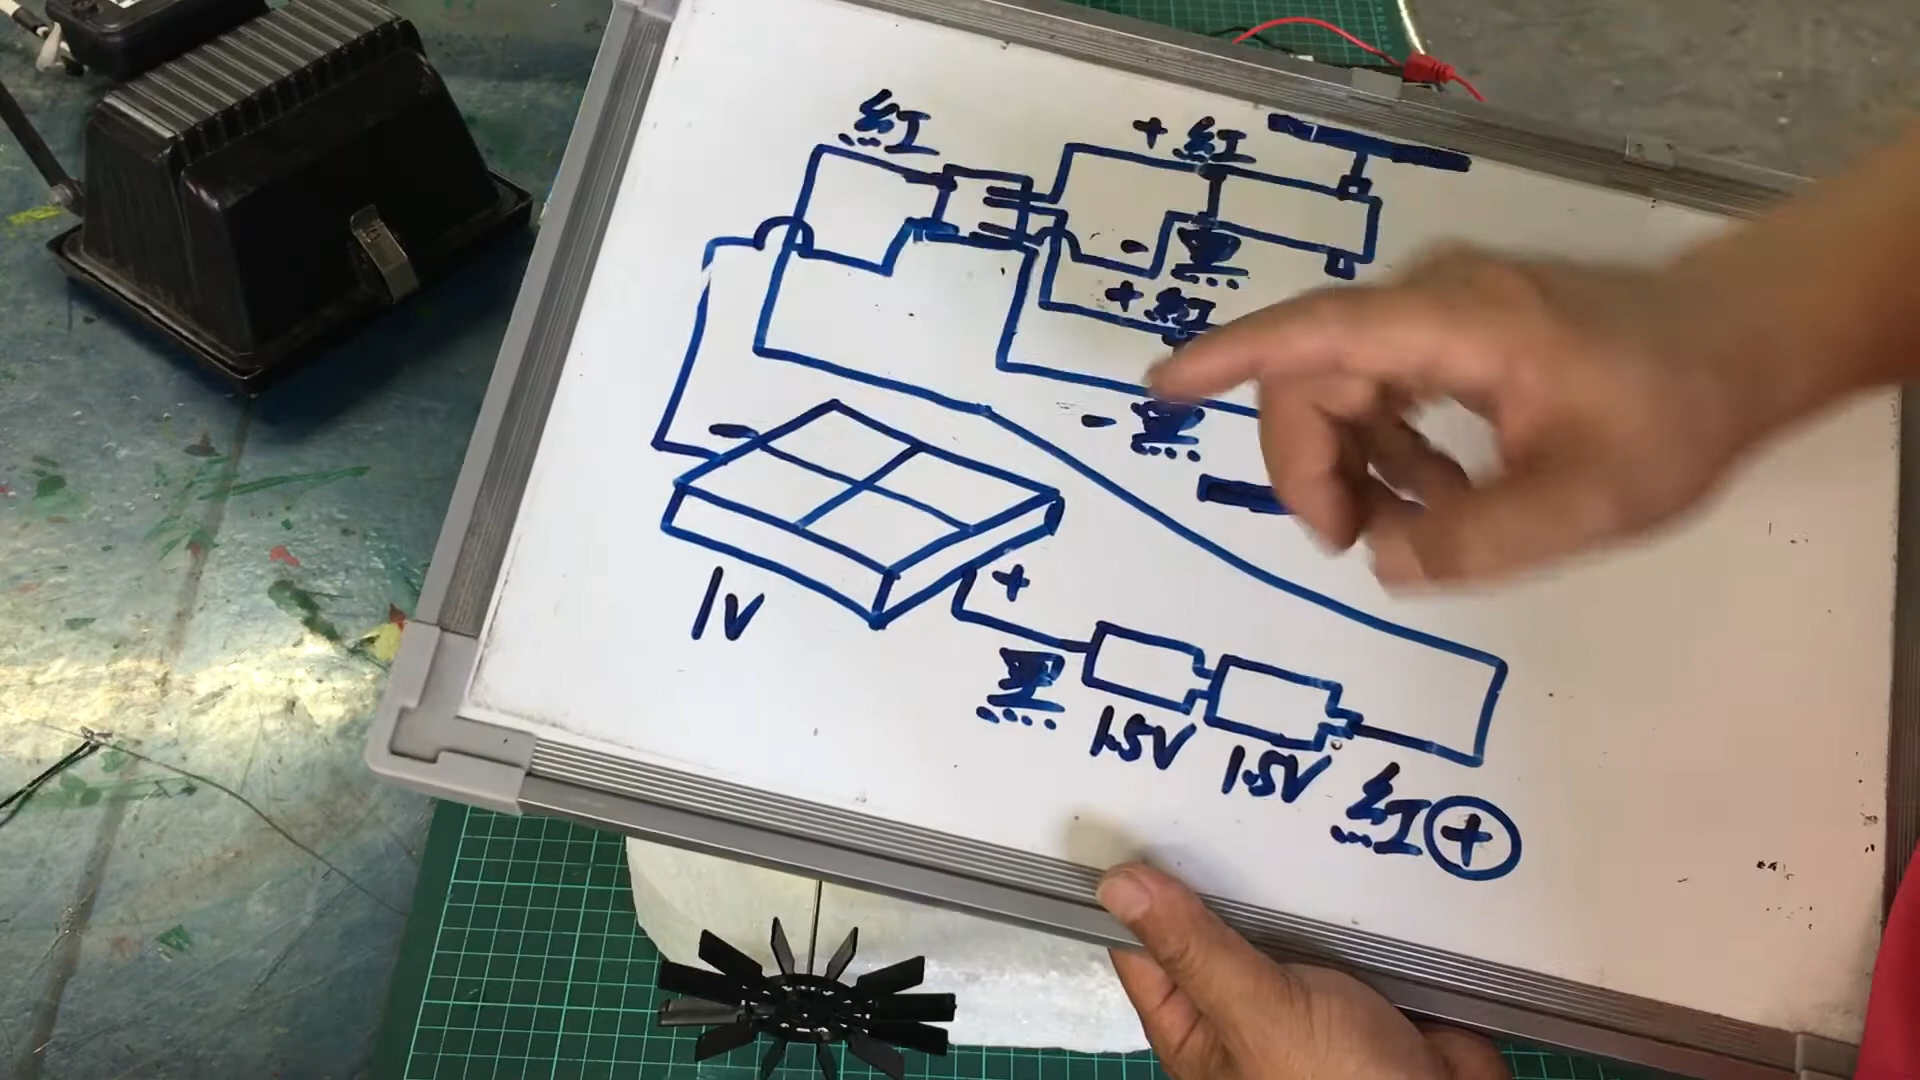 紅
+ 紅
- 黑
+ 紅
- 黑
-
1V
+
黑
1.5V
1.5V
紅 +